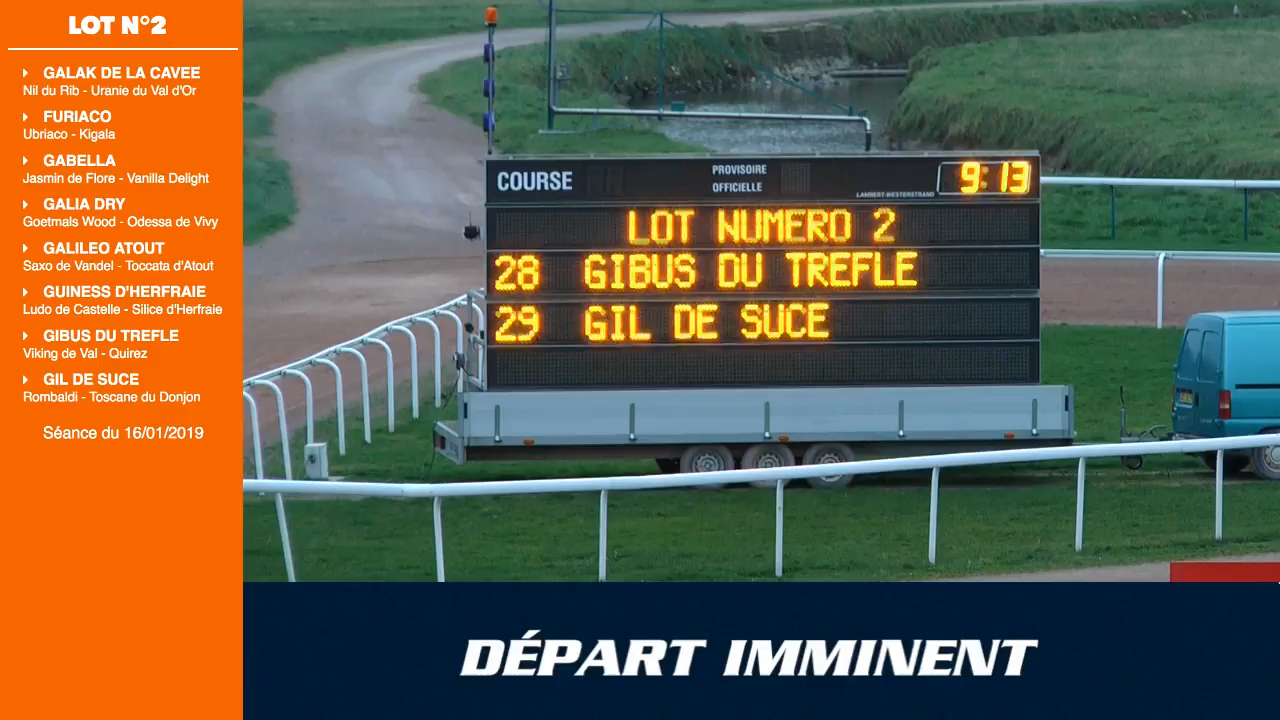 LOT N°2
GALAK DE LA CAVEE
Nil du Rib - Uranie du Val d'Or
FURIACO
Ubriaco - Kigala
GABELLA
Jasmin de Flore - Vanilla Delight
GALIA DRY
Goetmals Wood - Odessa de Vivy
GALILEO ATOUT
Saxo de Vandel - Toccata d'Atout
GUINESS D'HERFRAIE
Ludo de Castelle - Silice d'Herfraie
GIBUS DU TREFLE
Viking de Val - Quirez
GIL DE SUCE
Rombaldi - Toscane du Donjon
Séance du 16/01/2019
COURSE
PROVISOIRE
OFFICIELLE
LAMBERT-WESTERSTRAND
9:13
LOT NUMERO 2
28 GIBUS DU TREFLE
29 GIL DE SUCE
DÉPART IMMINENT